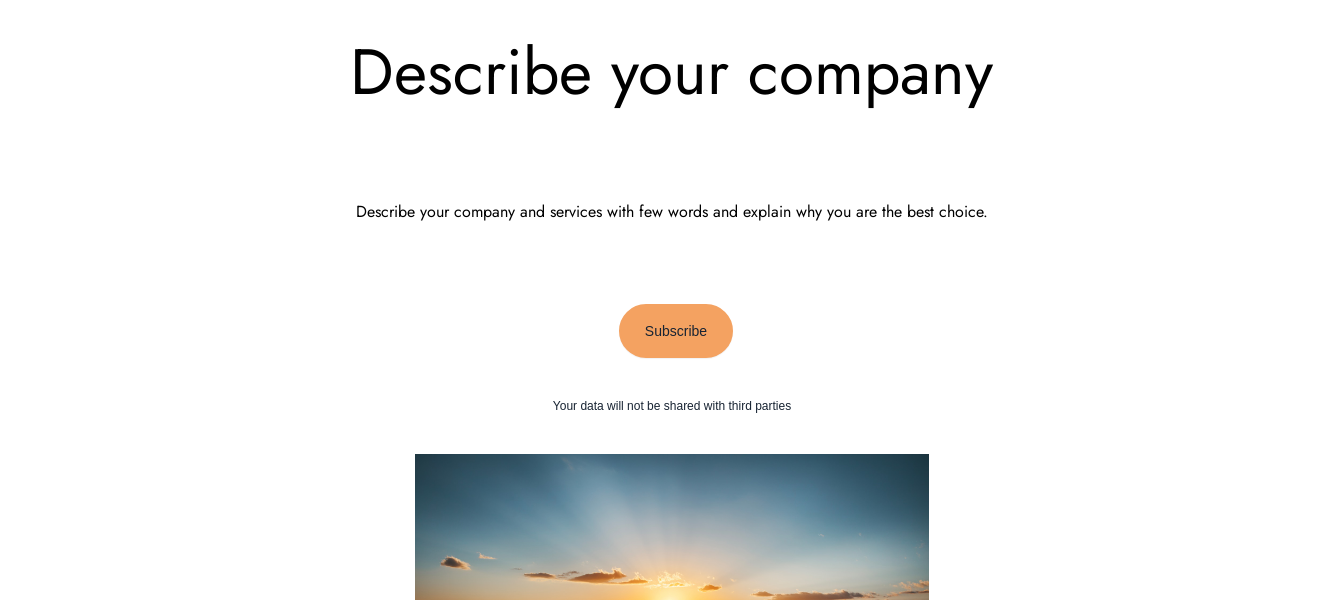 Describe your company
Describe your company and services with few words and explain why you are the best choice.
Subscribe
Your data will not be shared with third parties